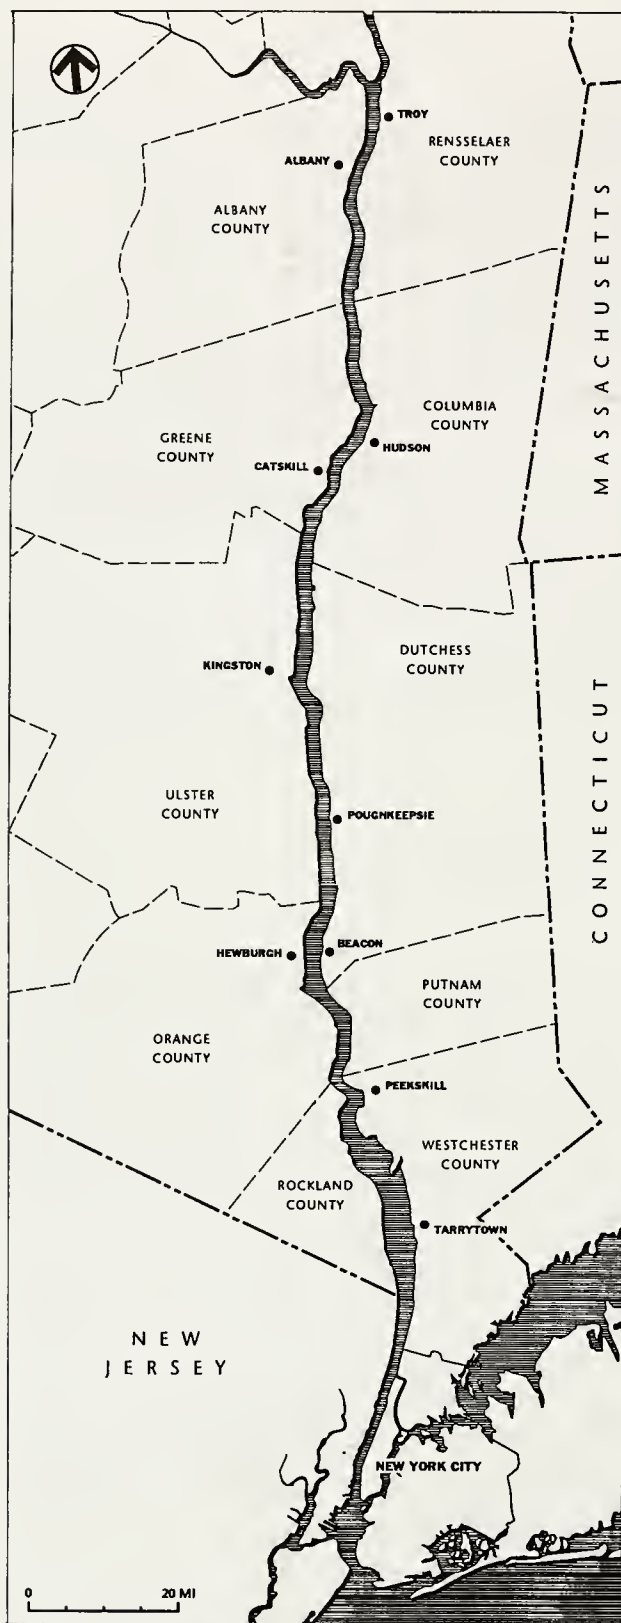 TROY
RENSSELAER
COUNTY
ALBANY
ALBANY
COUNTY
MASSACHUSETTS
COLUMBIA
COUNTY
GREENE
COUNTY
HUDSON
CATSKILL
DUTCHESS
COUNTY
KINGSTON
CONNECTICUT
ULSTER
COUNTY
POUGHKEEPSIE
HEWBURGH
BEACON
PUTNAM
COUNTY
ORANGE
COUNTY
PEEKSKILL
WESTCHESTER
COUNTY
ROCKLAND
COUNTY
TARRYTOWN
NEW
JERSEY
NEW YORK CITY
0 20 MI